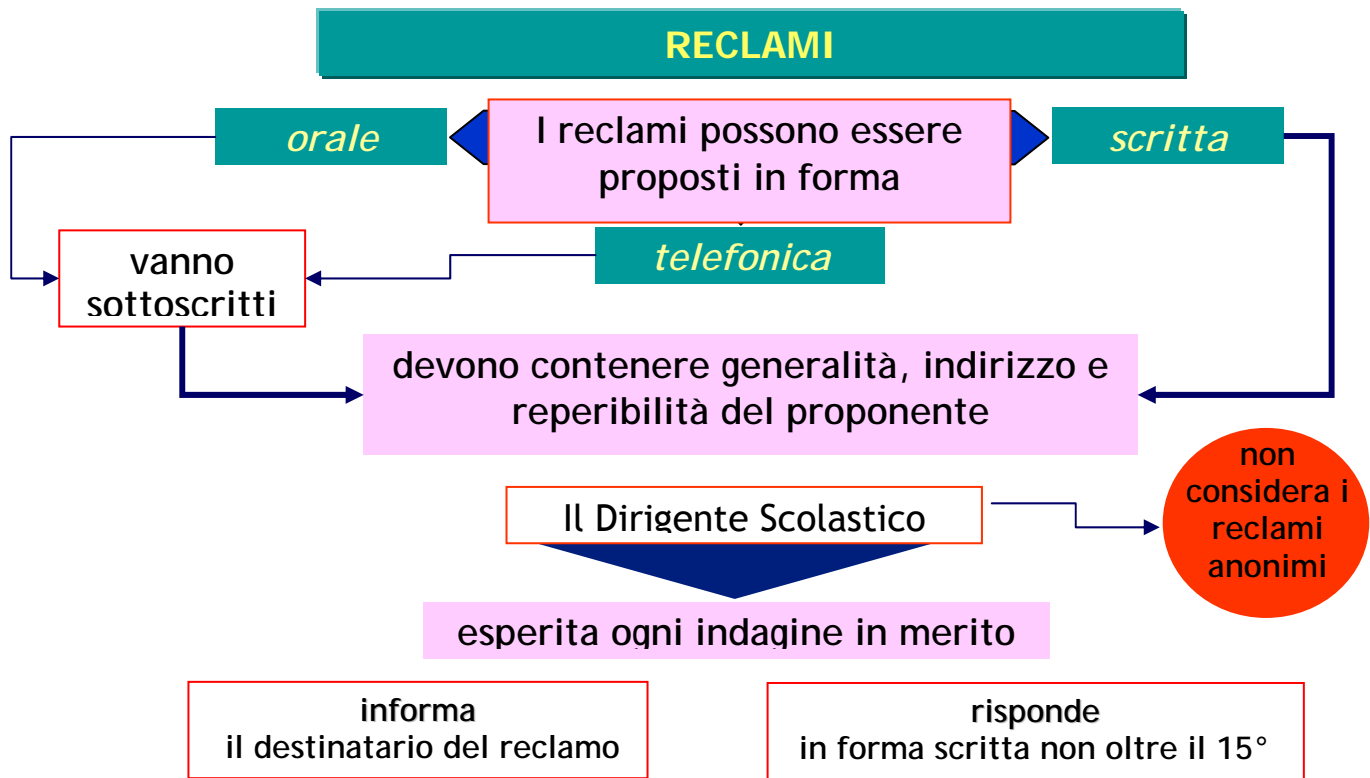 RECLAMI
I reclami possono essere
proposti in forma
orale
scritta
telefonica
vanno
sottoscritti
devono contenere generalità, indirizzo e
reperibilità del proponente
Il Dirigente Scolastico
non
considera i
reclami
anonimi
esperita ogni indagine in merito
informa
il destinatario del reclamo
risponde
in forma scritta non oltre il 15°